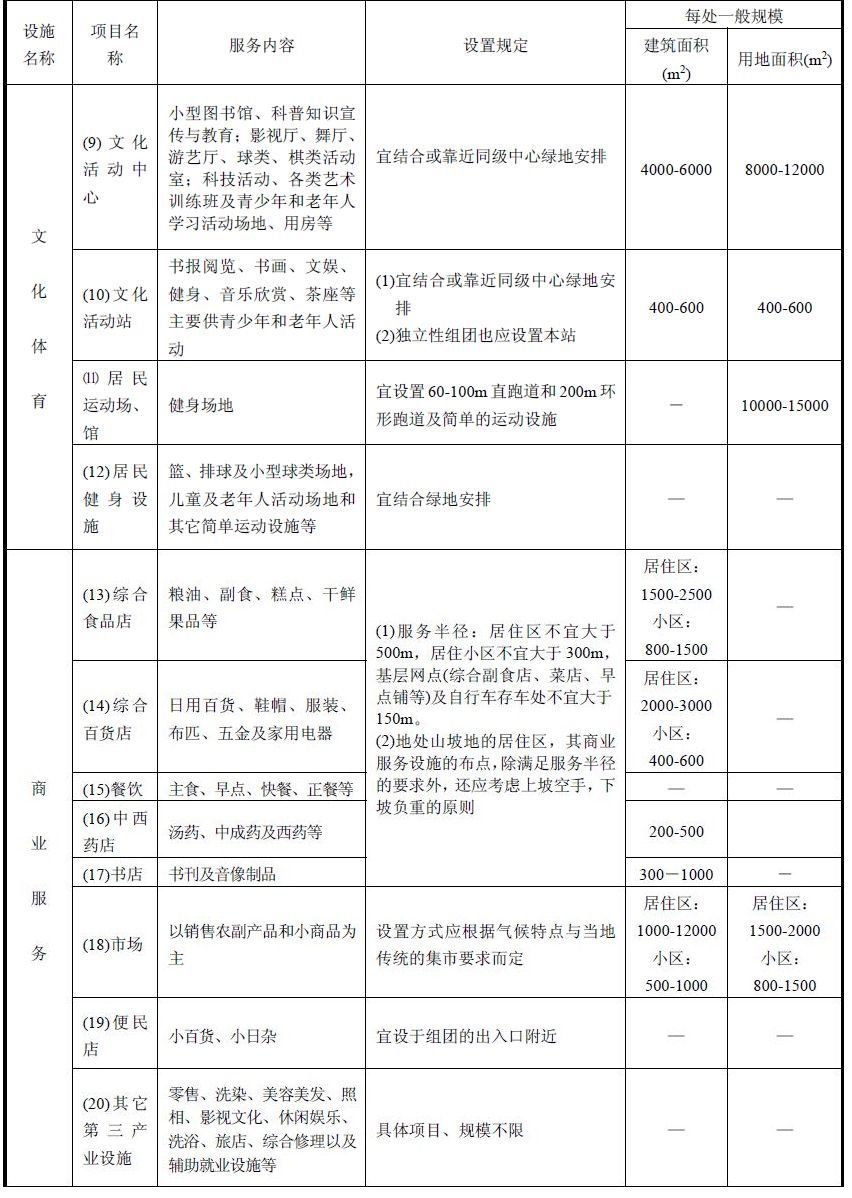 设施
名称
项目名
称
服务内容
设置规定
每处一般规模
建筑面积
(m²)
用地面积(m²)
文
化
体
育
(9)文化
活动中
心
小型图书馆、科普知识宣
传与教育；影视厅、舞厅、
游艺厅、球类、棋类活动
室；科技活动、各类艺术
训练班及青少年和老年人
学习活动场地、用房等
宜结合或靠近同级中心绿地安排
4000-6000
8000-12000
(10)文化
活动站
书报阅览、书画、文娱、
健身、音乐欣赏、茶座等
主要供青少年和老年人活
动
(1)宜结合或靠近同级中心绿地安
排
(2)独立性组团也应设置本站
400-600
400-600
⑾居民
运动场、
馆
健身场地
宜设置60-100m直跑道和200m环
形跑道及简单的运动设施
—
10000-15000
(12)居民
健身设
施
篮、排球及小型球类场地，
儿童及老年人活动场地和
其它简单运动设施等
宜结合绿地安排
—
—
商
业
服
务
(13)综合
食品店
粮油、副食、糕点、干鲜
果品等
(1)服务半径：居住区不宜大于
500m，居住小区不宜大于300m，
基层网点(综合副食店、菜店、早
点铺等)及自行车存车处不宜大于
150m。
(2)地处山坡地的居住区，其商业
服务设施的布点，除满足服务半径
的要求外，还应考虑上坡空手，下
坡负重的原则
居住区：
1500-2500
小区：
800-1500
—
(14)综合
百货店
日用百货、鞋帽、服装、
布匹、五金及家用电器
居住区：
2000-3000
小区：
400-600
—
(15)餐饮
主食、早点、快餐、正餐等
—
—
(16)中西
药店
汤药、中成药及西药等
200-500
(17)书店
书刊及音像制品
300－1000
—
(18)市场
以销售农副产品和小商品为
主
设置方式应根据气候特点与当地
传统的集市要求而定
居住区：
1000-12000
小区：
500-1000
居住区：
1500-2000
小区：
800-1500
(19)便民
店
小百货、小日杂
宜设于组团的出入口附近
—
—
(20)其它
第三产
业设施
零售、洗染、美容美发、照
相、影视文化、休闲娱乐、
洗浴、旅店、综合修理以及
辅助就业设施等
具体项目、规模不限
—
—